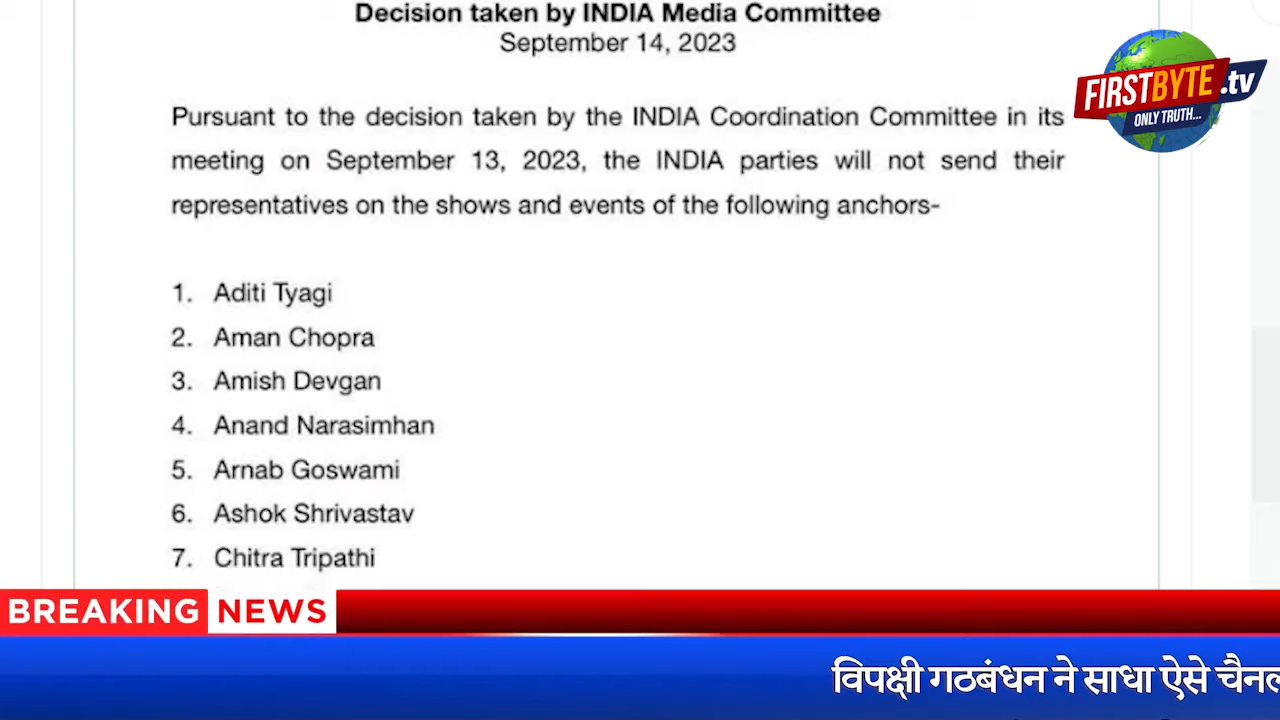 Decision taken by INDIA Media Committee
September 14, 2023
FIRSTBYTE.tv
ONLY TRUTH...
Pursuant to the decision taken by the INDIA Coordination Committee in its
meeting on September 13, 2023, the INDIA parties will not send their
representatives on the shows and events of the following anchors-
1. Aditi Tyagi
2. Aman Chopra
3. Amish Devgan
4. Anand Narasimhan
5. Arnab Goswami
6. Ashok Shrivastav
7. Chitra Tripathi
BREAKING NEWS
विपक्षी गठबंधन ने साधा ऐसे